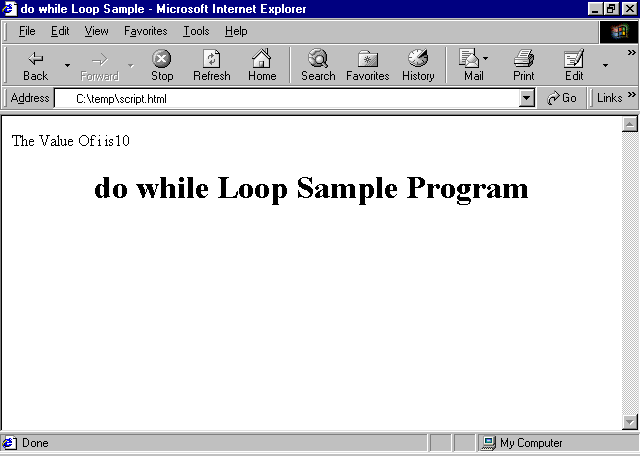 do while Loop Sample - Microsoft Internet Explorer
File Edit View Favorites Tools Help
Back Forward Stop Refresh Home Search Favorites History Mail Print Edit »
Address C:\temp\script.html Go Links »
The Value Of i is10
do while Loop Sample Program
Done My Computer